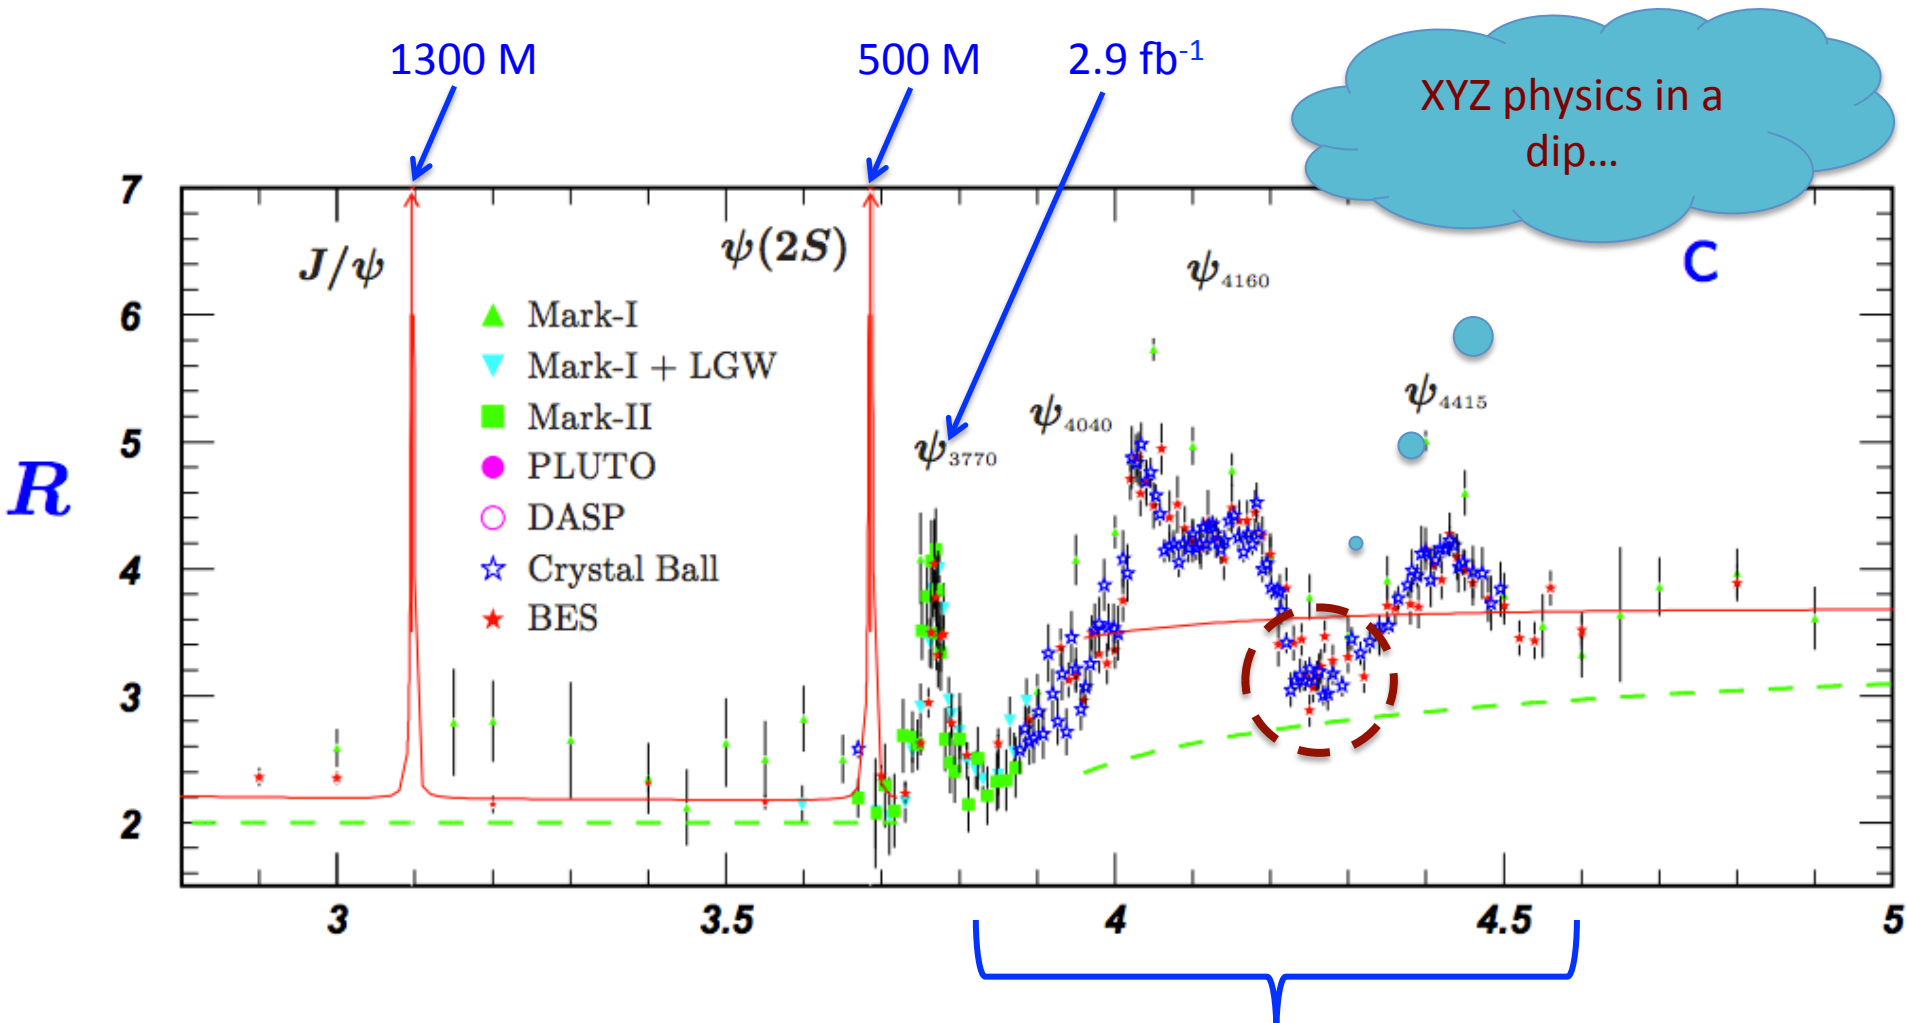 1300 M
500 M
2.9 fb⁻¹
XYZ physics in a
dip...
7
6
5
4
3
2
R
J/ψ
ψ(2S)
ψ3770
ψ4040
ψ4160
ψ4415
C
Mark-I
Mark-I + LGW
Mark-II
PLUTO
DASP
Crystal Ball
BES
3
3.5
4
4.5
5